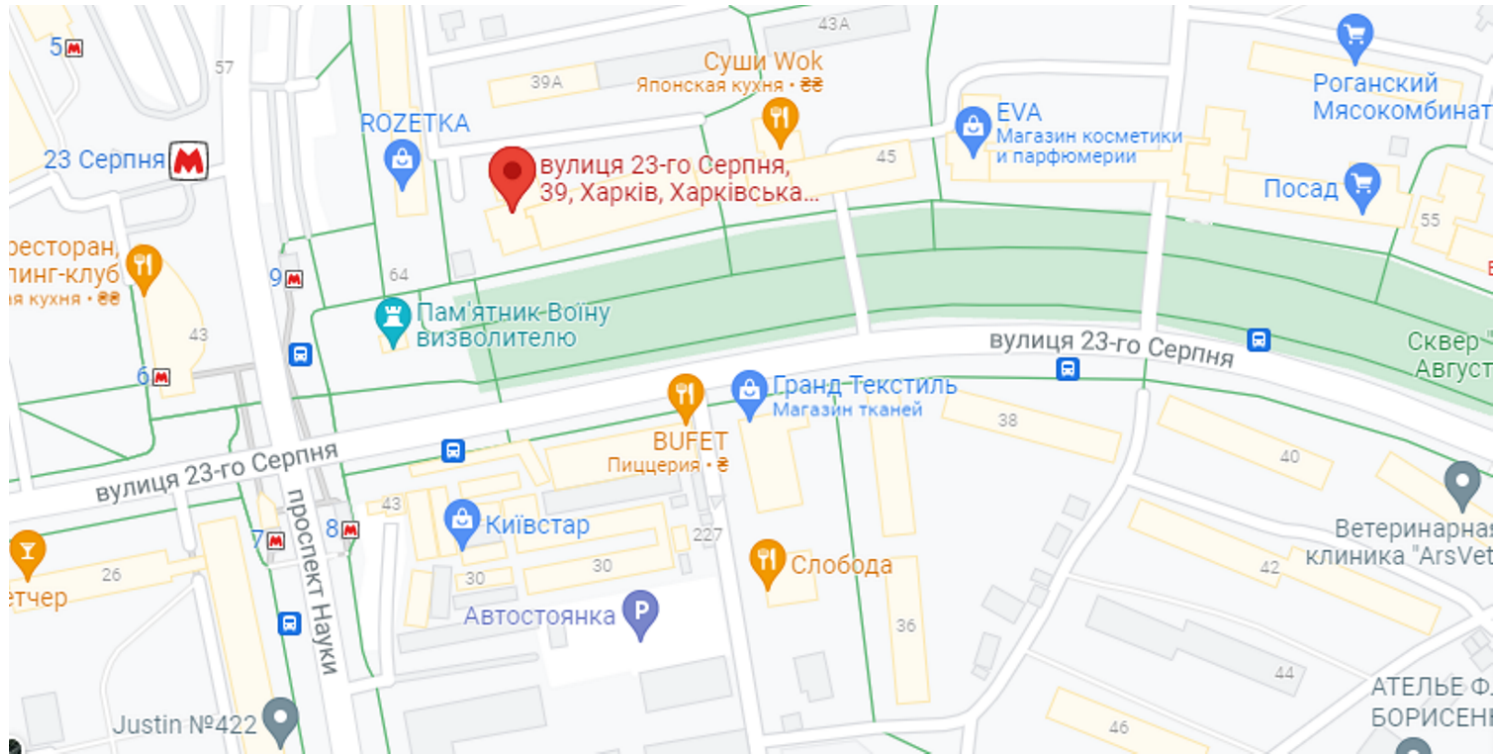 43А
5
57
Суши Wok
Японская кухня • ₴₴
39А
Роганский
Мясокомбинат
ROZETKA
EVA
Магазин косметики
и парфюмерии
23 Серпня
вулиця 23-го Серпня,
39, Харків, Харківська...
45
Посад
55
ресторан,
линг-клуб
ая кухня • ₴₴
9
64
Пам'ятник Воїну
визволителю
43
вулиця 23-го Серпня
Сквер "
Август
6
Гранд Текстиль
Магазин тканей
38
BUFET
Пиццерия • ₴
40
вулиця 23-го Серпня
проспект Науки
43
Київстар
8
7
227
Ветеринарная
клиника "ArsVet
26
етчер
30
30
Слобода
42
Автостоянка
P
36
44
АТЕЛЬЕ Ф
БОРИСЕН
Justin №422
46